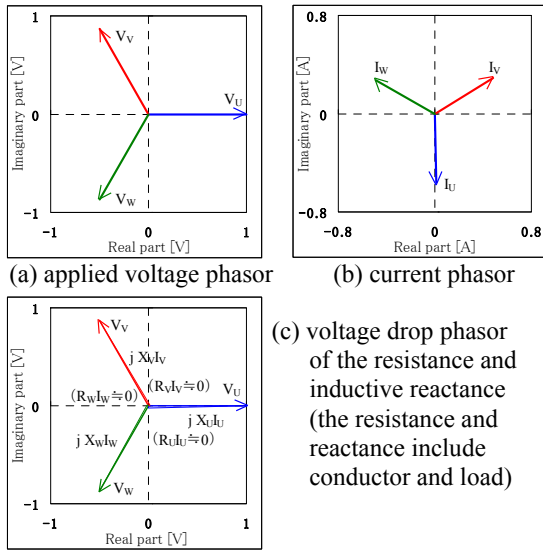 1
V_V
V_U
0
V_W
-1
-1 0 1
Imaginary part [V]
Real part [V]
(a) applied voltage phasor
0.8
I_W
I_V
0
I_U
-0.8
-0.8 0 0.8
Imaginary part [A]
Real part [A]
(b) current phasor
1
V_V
j X_VI_V
(R_WI_W≒0)
(R_VI_V≒0)
V_U
0
j X_UI_U
j X_WI_W
(R_UI_U≒0)
V_W
-1
-1 0 1
Imaginary part [V]
Real part [V]
(c) voltage drop phasor
of the resistance and
inductive reactance
(the resistance and
reactance include
conductor and load)